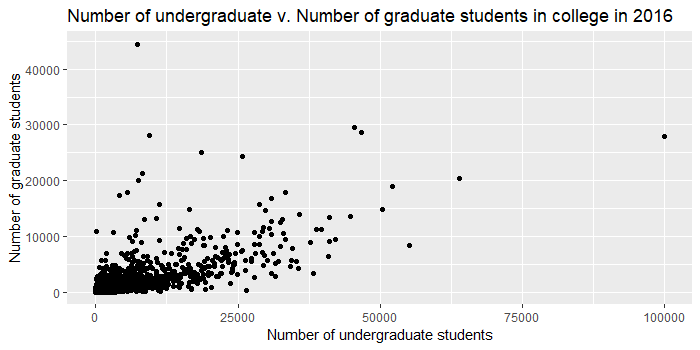 Number of undergraduate v. Number of graduate students in college in 2016
40000
30000
20000
10000
0
Number of graduate students
0 25000 50000 75000 100000
Number of undergraduate students